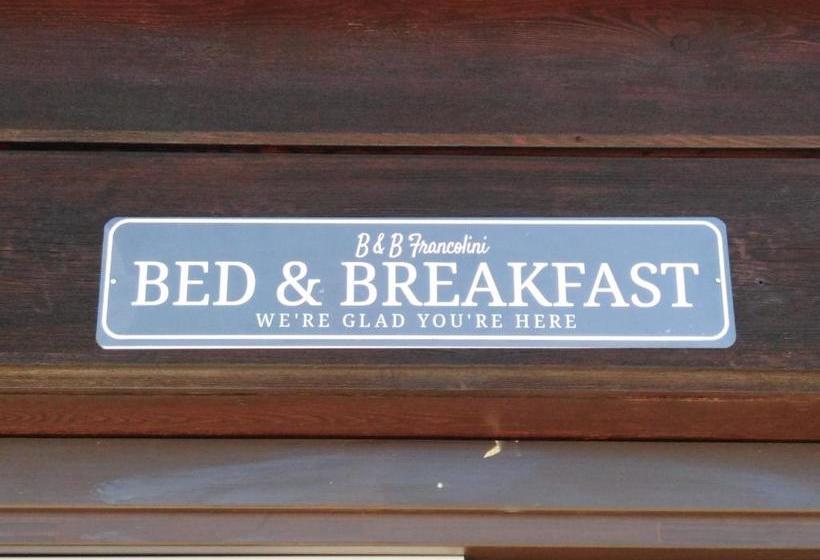 B & B Francolini
BED & BREAKFAST
WE'RE GLAD YOU'RE HERE